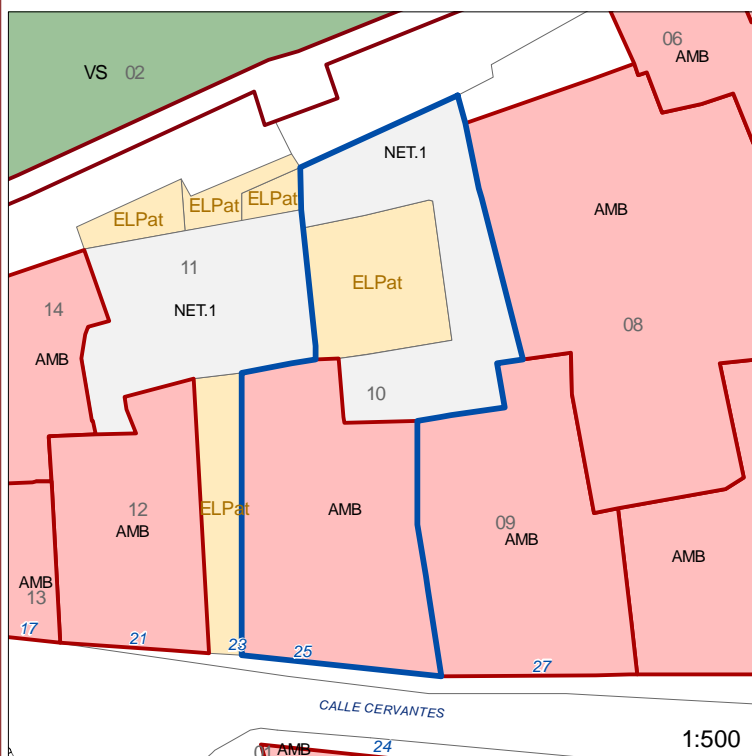 06
AMB
VS 02
NET.1
ELPat
ELPat
ELPat
AMB
11
ELPat
NET.1
14
08
AMB
10
12
AMB
ELPat
AMB
09
AMB
AMB
AMB
13
17
21
23
25
27
CALLE CERVANTES
01 AMB
24
1:500